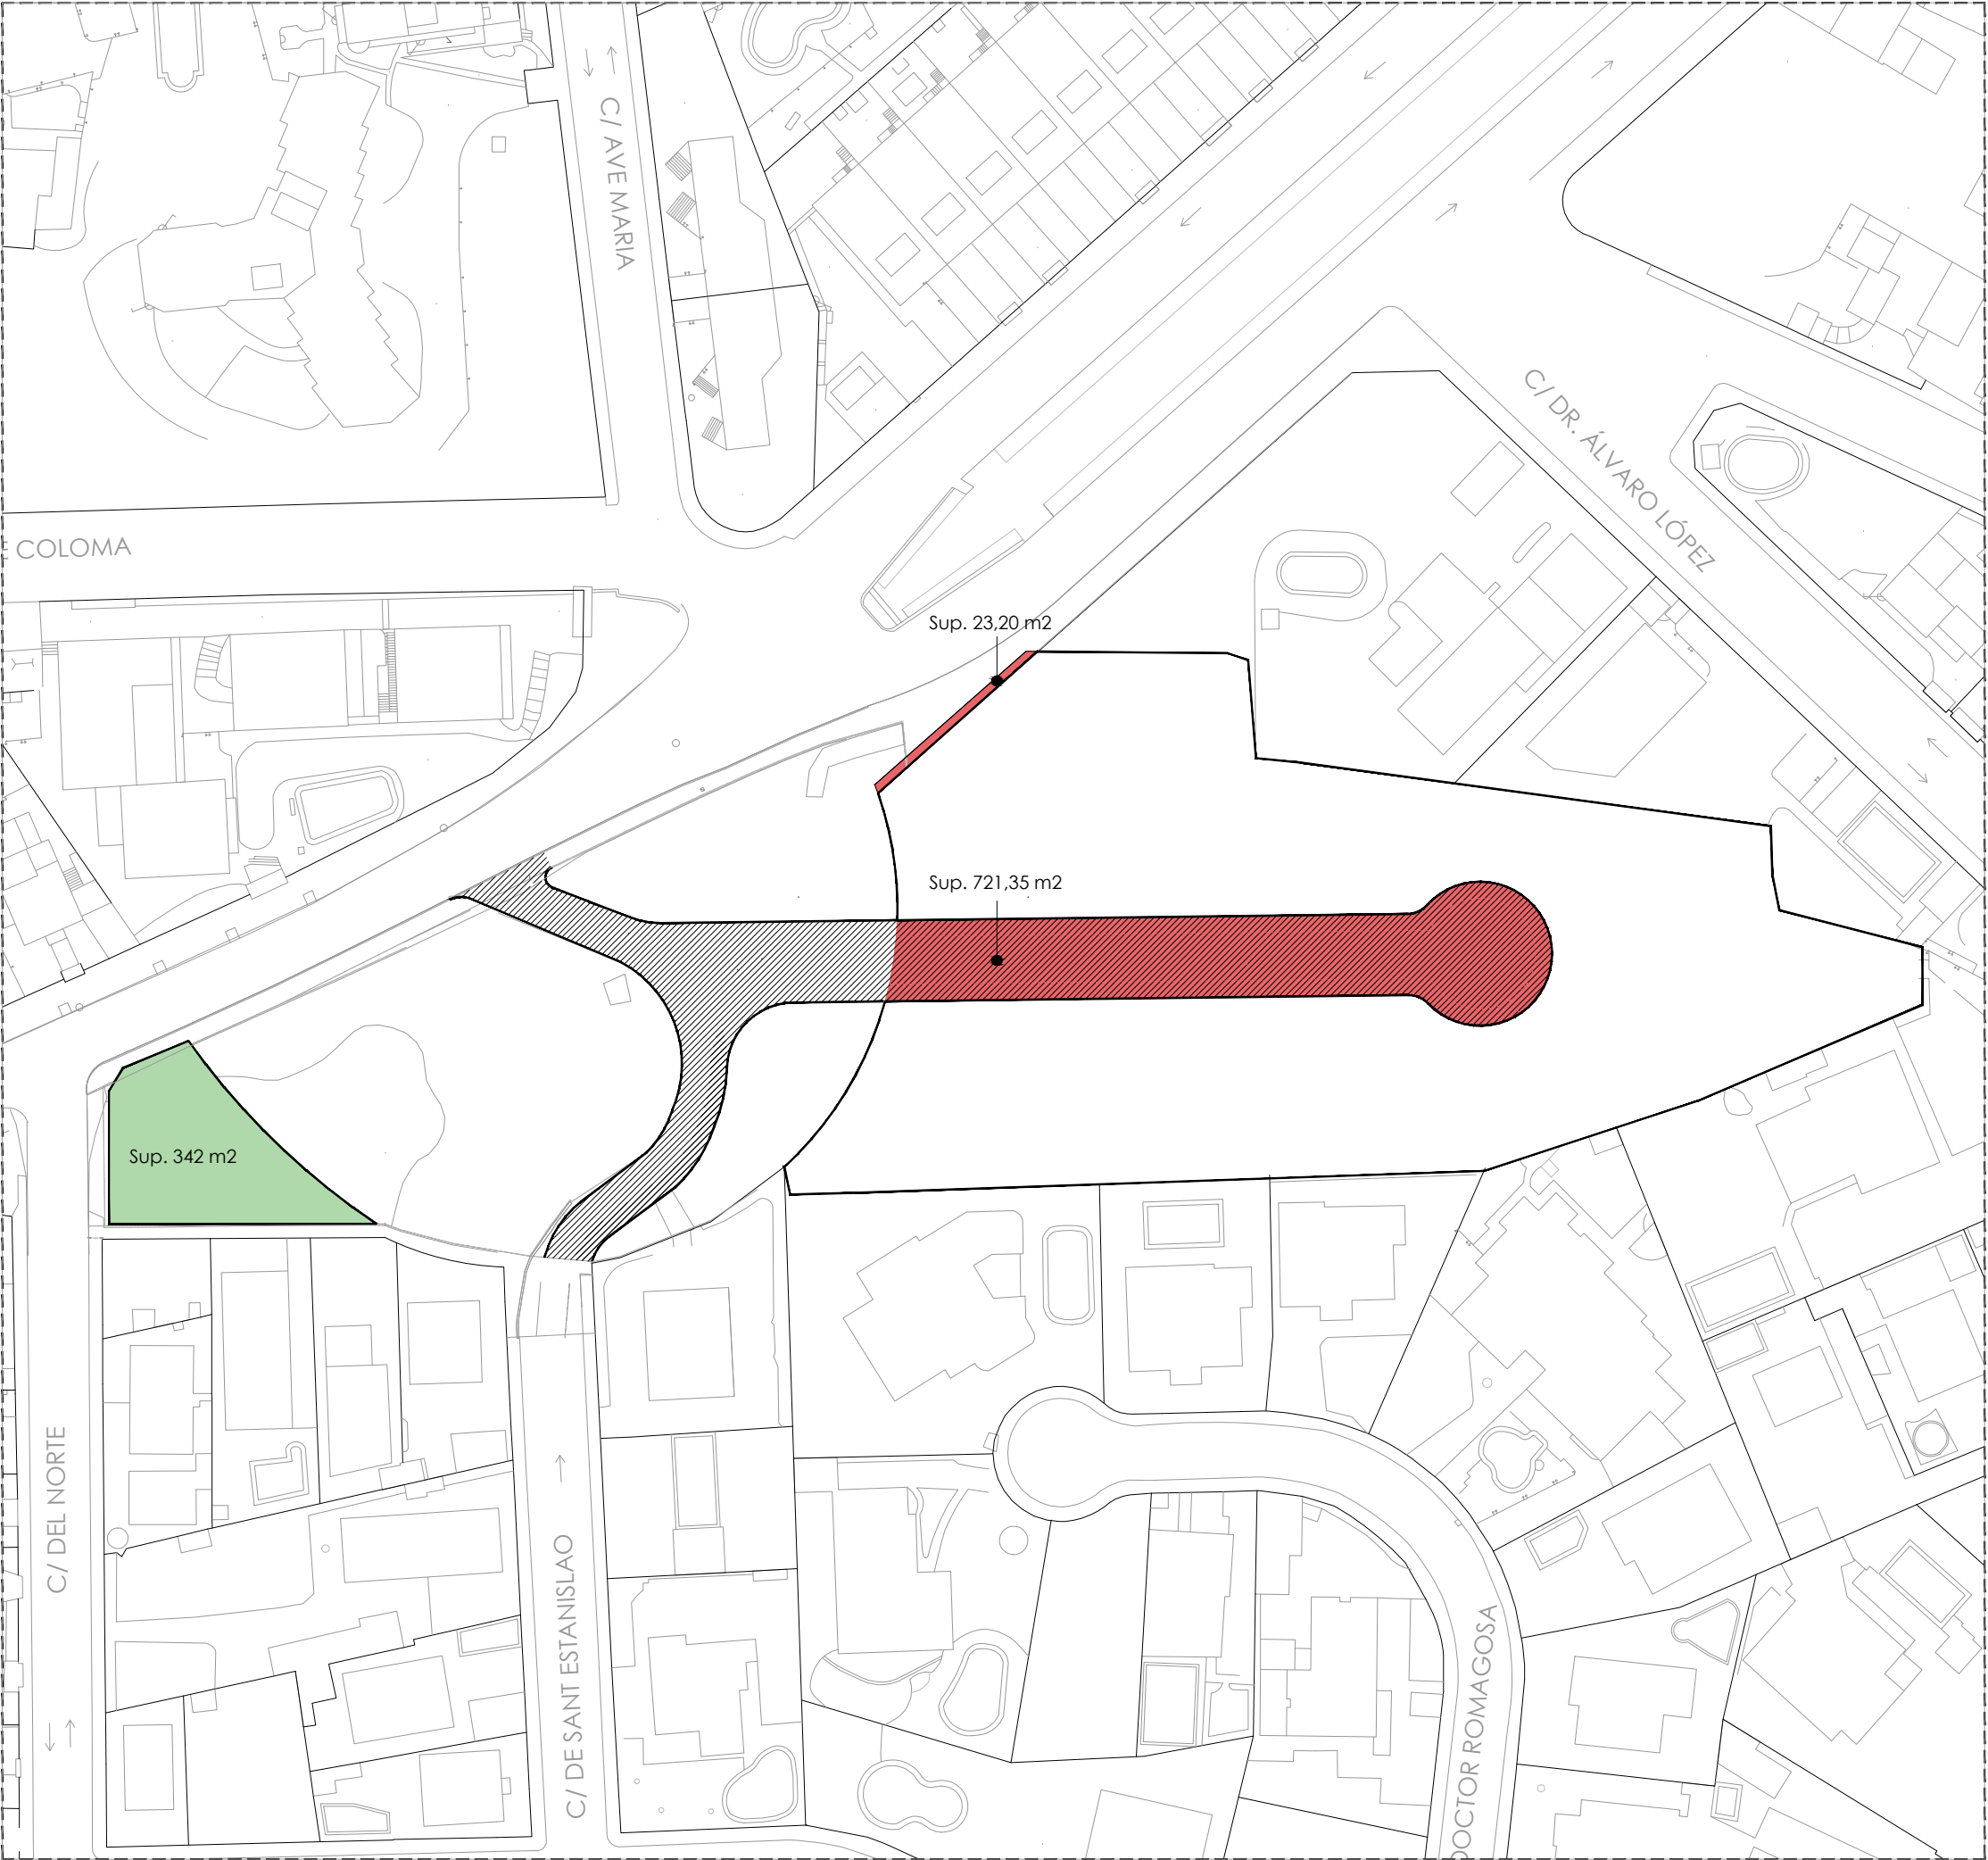 C/ AVE MARIA
C/ DR. ÁLVARO LÓPEZ
E COLOMA
Sup. 23,20 m2
Sup. 721,35 m2
Sup. 342 m2
C/ DEL NORTE
C/ DE SANT ESTANISLAO
DOCTOR ROMAGOSA